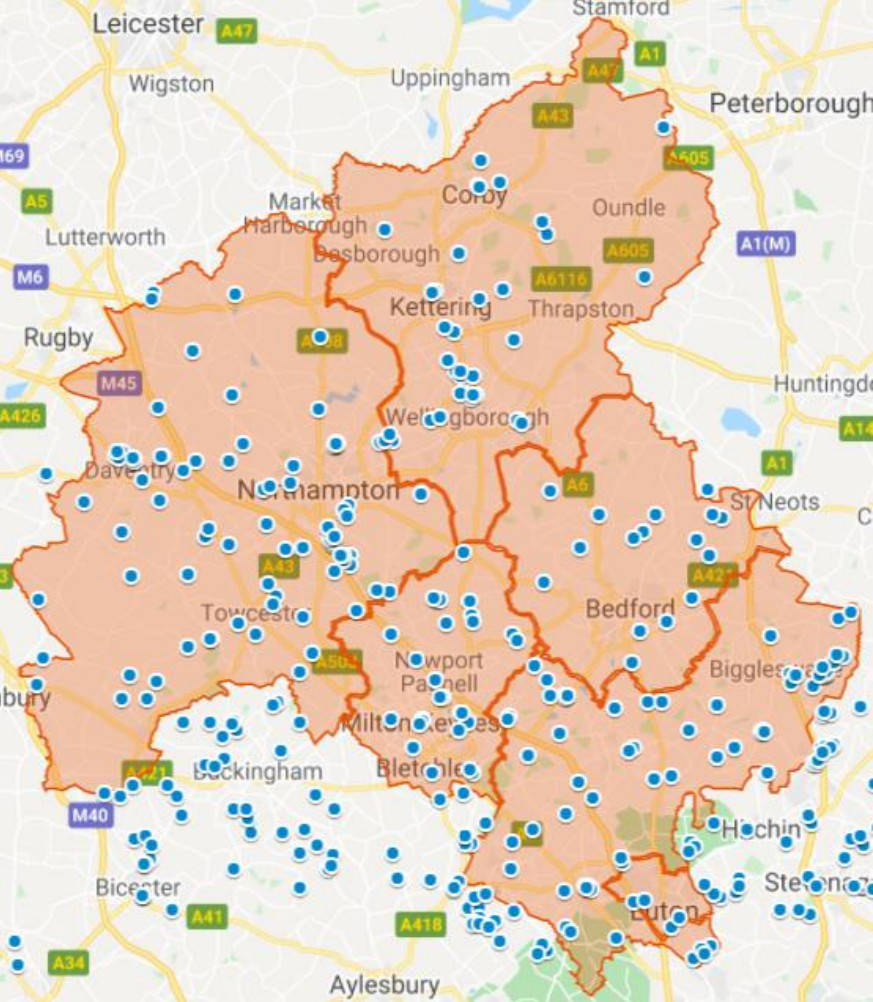 Stamford
Leicester
A47
A1
A47
Wigston
Uppingham
Peterborough
A43
M69
A605
Corby
A5
Market
Harborough
Oundle
Lutterworth
Desborough
A605
A1(M)
M6
A6116
Kettering
Thrapston
Rugby
A508
M45
Huntingd
A426
Wellingborough
A14
Daventry
A1
A6
Northampton
St Neots
A43
A421
Bedford
Towcester
A508
Newport
Pagnell
Biggleswade
bury
Milton Keynes
Bletchley
A421
Buckingham
M40
Hitchin
Bicester
Stevenage
A41
Luton
A418
A34
Aylesbury